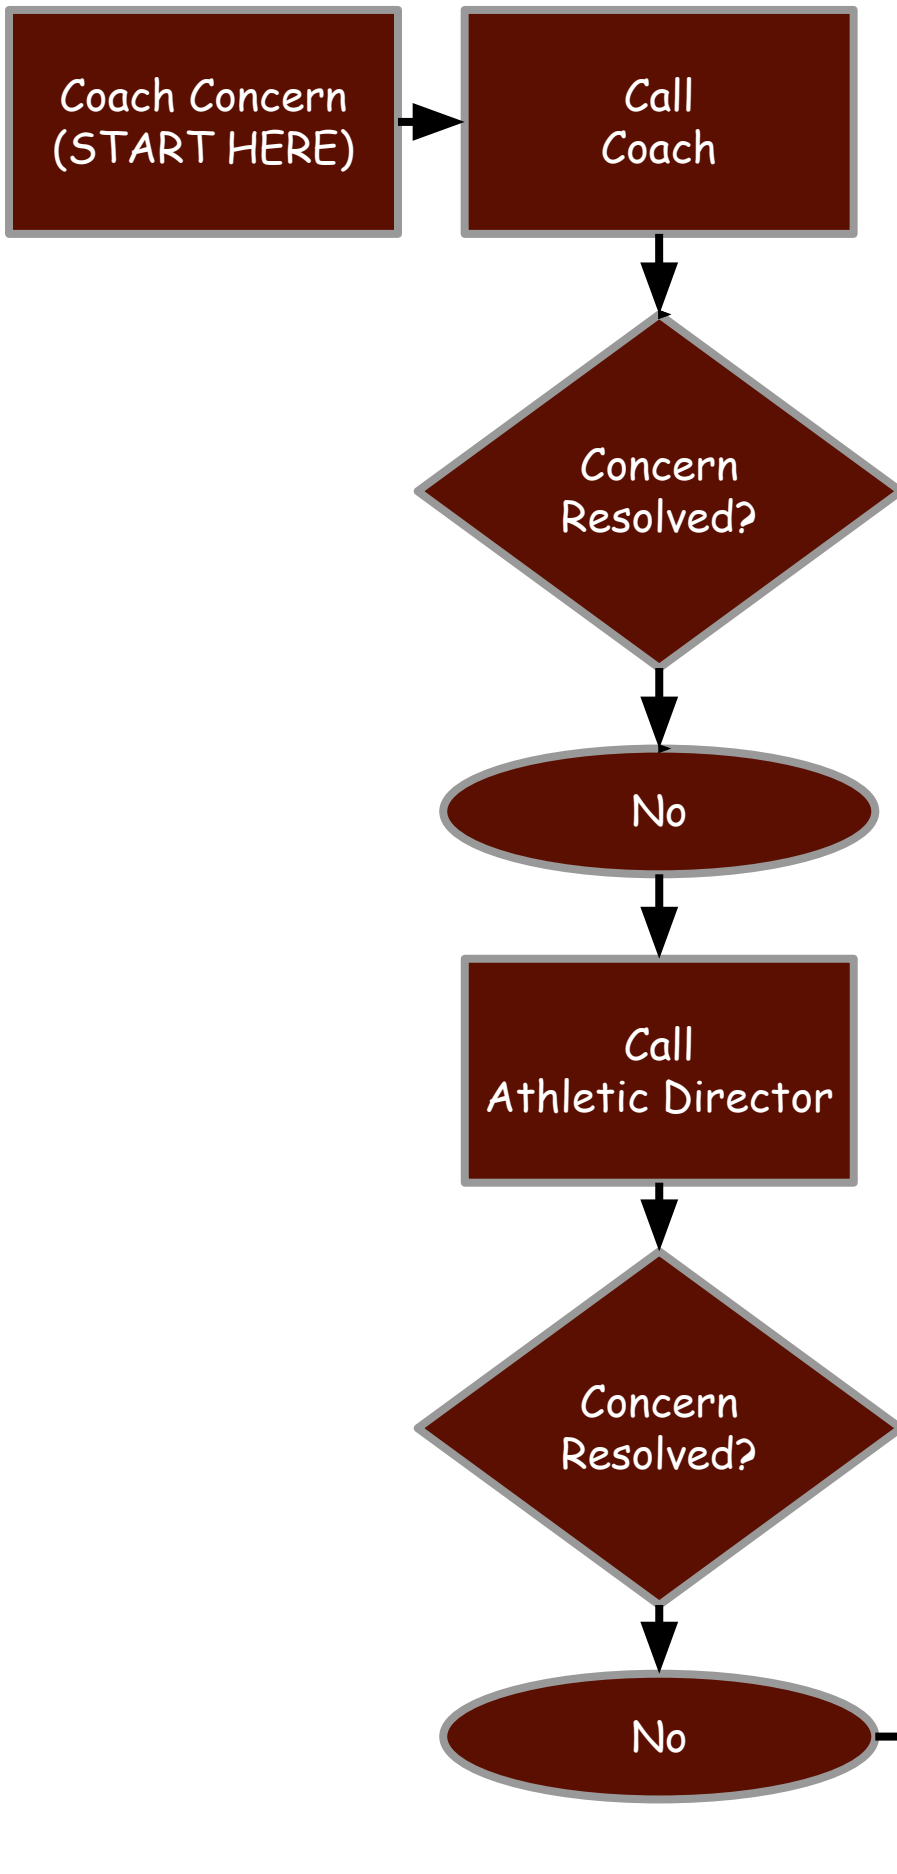 Coach Concern
(START HERE)
Call
Coach
Concern
Resolved?
No
Call
Athletic Director
Concern
Resolved?
No